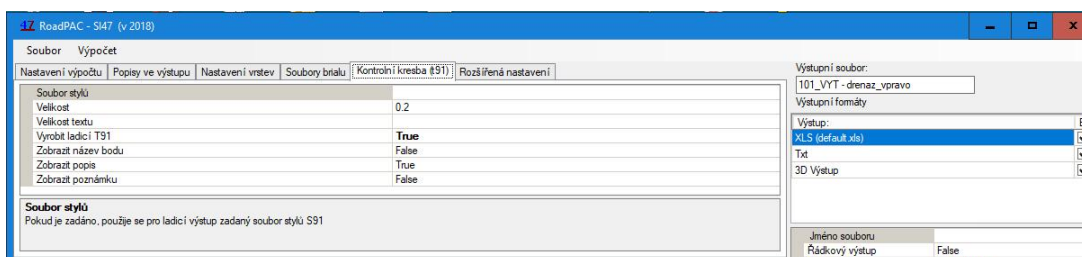 47 RoadPAC - SI47 (v 2018)
Soubor Výpočet
Nastavení výpočtu Popisy ve výstupu Nastavení vrstev Soubory brialu Kontrolní kresba (t91) Rozšířená nastavení
Soubor stylů
Velikost 0.2
Velikost textu
Vyrobit ladicí T91 True
Zobrazit název bodu False
Zobrazit popis True
Zobrazit poznámku False
Soubor stylů
Pokud je zadáno, použije se pro ladicí výstup zadaný soubor stylů S91
Výstupní soubor:
101_VYT - drenaz_vpravo
Výstupní formáty
Výstup:
XLS (default.xls)
Txt
3D Výstup
Jméno souboru
Řádkový výstup False